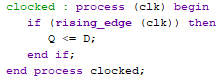 clocked : process (clk) begin
if (rising_edge (clk)) then
Q <= D;
end if;
end process clocked;